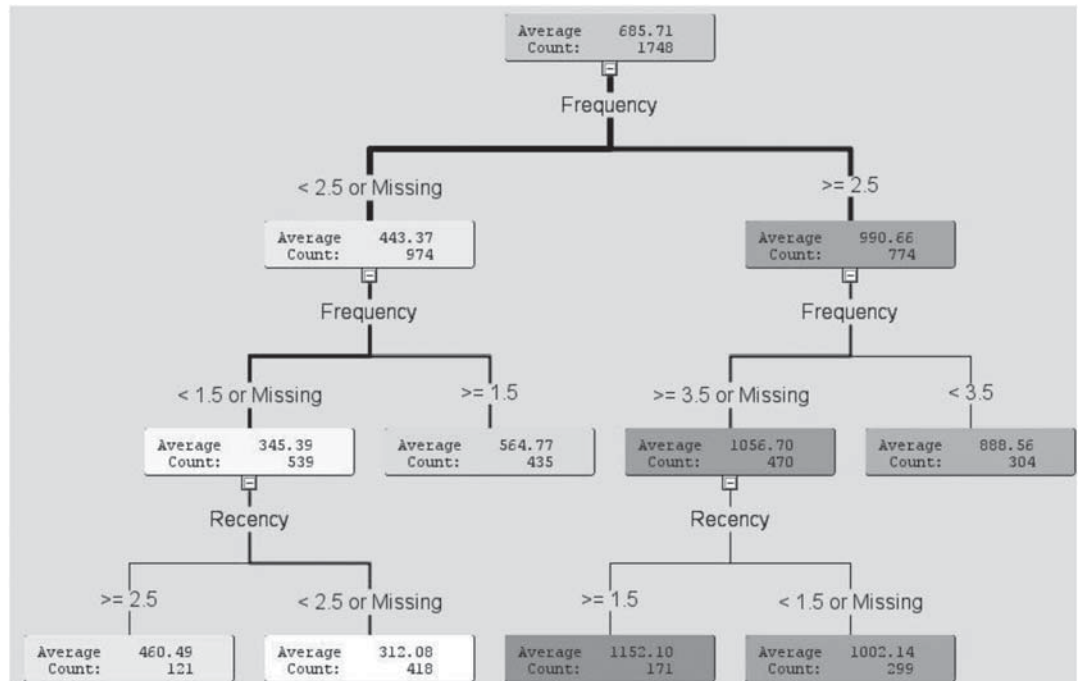 Average 685.71
Count: 1748
Frequency
< 2.5 or Missing
>= 2.5
Average 443.37
Count: 974
Average 990.66
Count: 774
Frequency
Frequency
< 1.5 or Missing
>= 1.5
>= 3.5 or Missing
< 3.5
Average 345.39
Count: 539
Average 564.77
Count: 435
Average 1056.70
Count: 470
Average 888.56
Count: 304
Recency
Recency
>= 2.5
< 2.5 or Missing
>= 1.5
< 1.5 or Missing
Average 460.49
Count: 121
Average 312.08
Count: 418
Average 1152.10
Count: 171
Average 1002.14
Count: 299